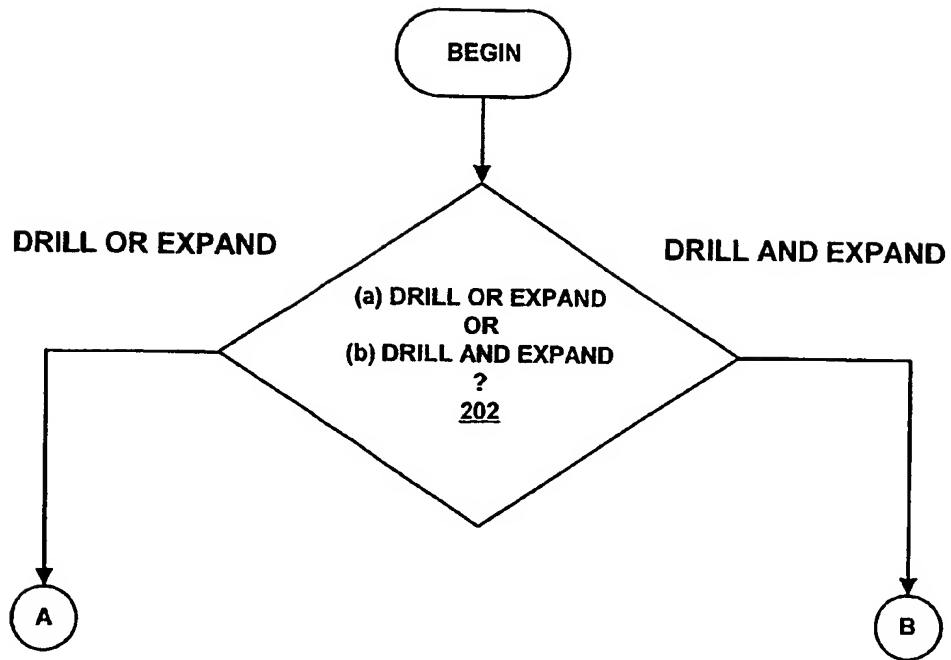 BEGIN
DRILL OR EXPAND
DRILL AND EXPAND
(a) DRILL OR EXPAND
OR
(b) DRILL AND EXPAND
?
202
A
B